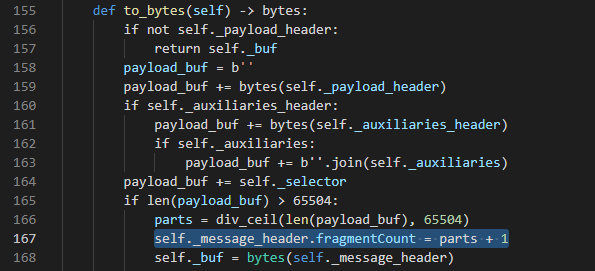 155 def to_bytes(self) -> bytes:
156 if not self._payload_header:
157 return self._buf
158 payload_buf = b''
159 payload_buf += bytes(self._payload_header)
160 if self._auxiliaries_header:
161 payload_buf += bytes(self._auxiliaries_header)
162 if self._auxiliaries:
163 payload_buf += b''.join(self._auxiliaries)
164 payload_buf += self._selector
165 if len(payload_buf) > 65504:
166 parts = div_ceil(len(payload_buf), 65504)
167 self._message_header.fragmentCount = parts + 1
168 self._buf = bytes(self._message_header)